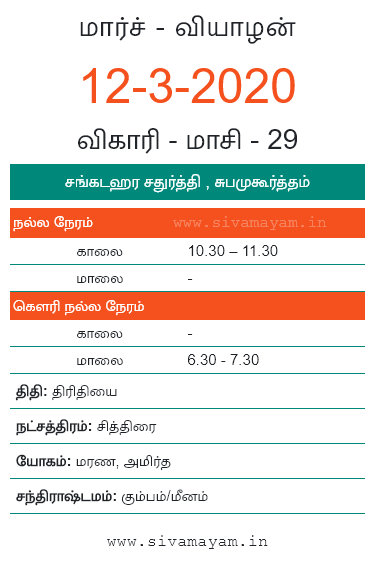 மார்ச் - வியாழன்
12-3-2020
விகாரி - மாசி - 29
சங்கடஹர சதுர்த்தி , சுபமுகூர்த்தம்
நல்ல நேரம் www.sivamayam.in
காலை 10.30 – 11.30
மாலை -
கௌரி நல்ல நேரம்
காலை -
மாலை 6.30 - 7.30
திதி: திரிதியை
நட்சத்திரம்: சித்திரை
யோகம்: மரண, அமிர்த
சந்திராஷ்டமம்: கும்பம்/மீனம்
www.sivamayam.in